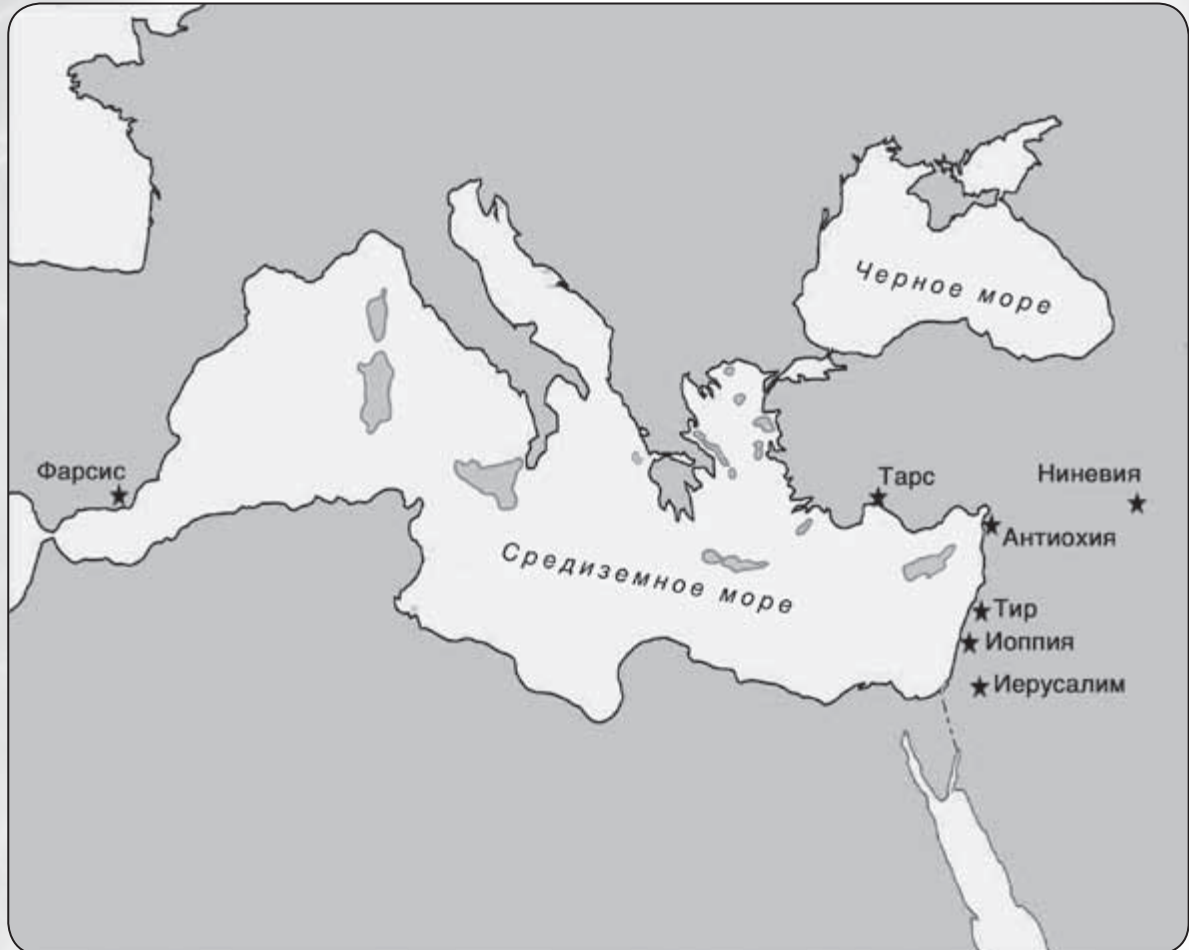 Черное море
Фарсис
Тарс
Ниневия
Антиохия
Средиземное море
Тир
Иоппия
Иерусалим